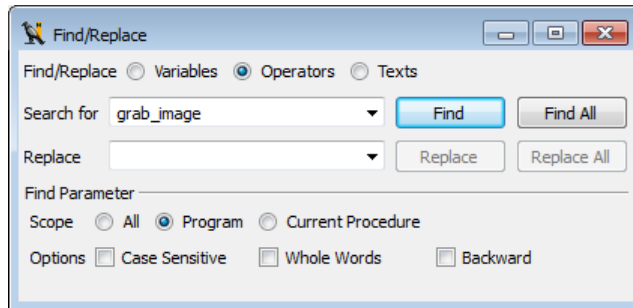 Find/Replace
Find/Replace Variables Operators Texts
Search for grab_image Find Find All
Replace Replace Replace All
Find Parameter
Scope All Program Current Procedure
Options Case Sensitive Whole Words Backward